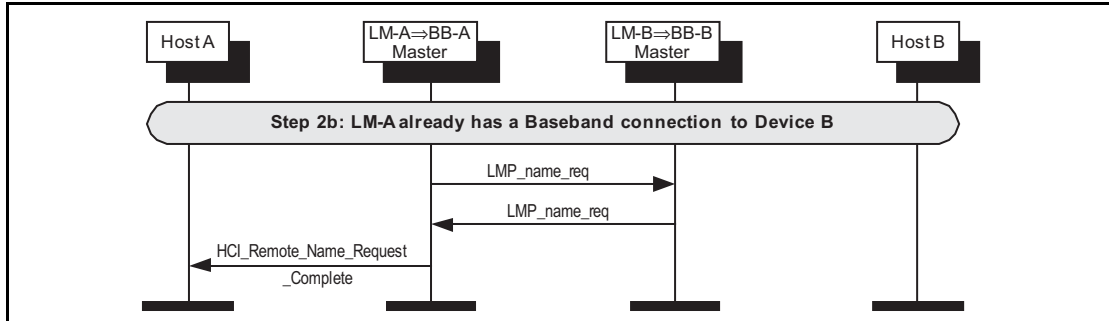 Host A
LM-A⇒BB-A
Master
LM-B⇒BB-B
Master
Host B
Step 2b: LM-A already has a Baseband connection to Device B
LMP_name_req
LMP_name_req
HCI_Remote_Name_Request
_Complete